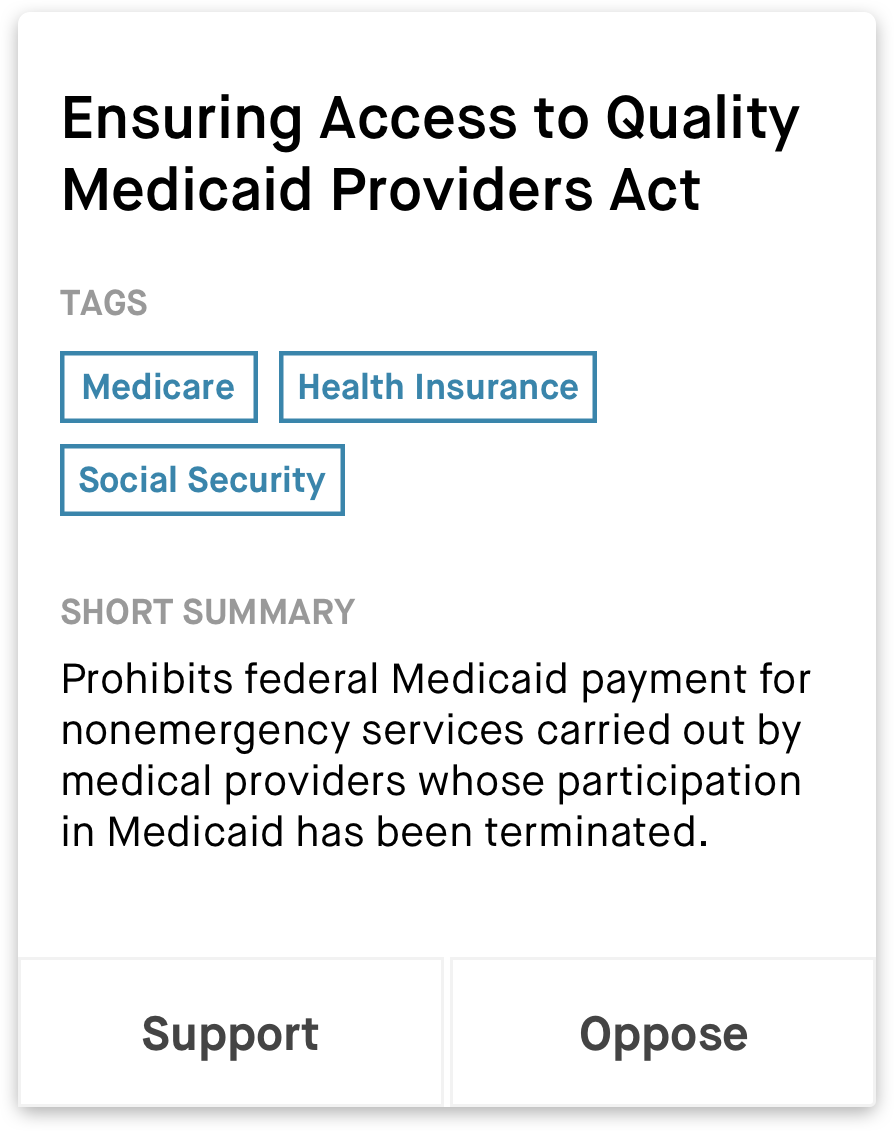 Ensuring Access to Quality
Medicaid Providers Act
TAGS
Medicare
Health Insurance
Social Security
SHORT SUMMARY
Prohibits federal Medicaid payment for
nonemergency services carried out by
medical providers whose participation
in Medicaid has been terminated.
Support
Oppose